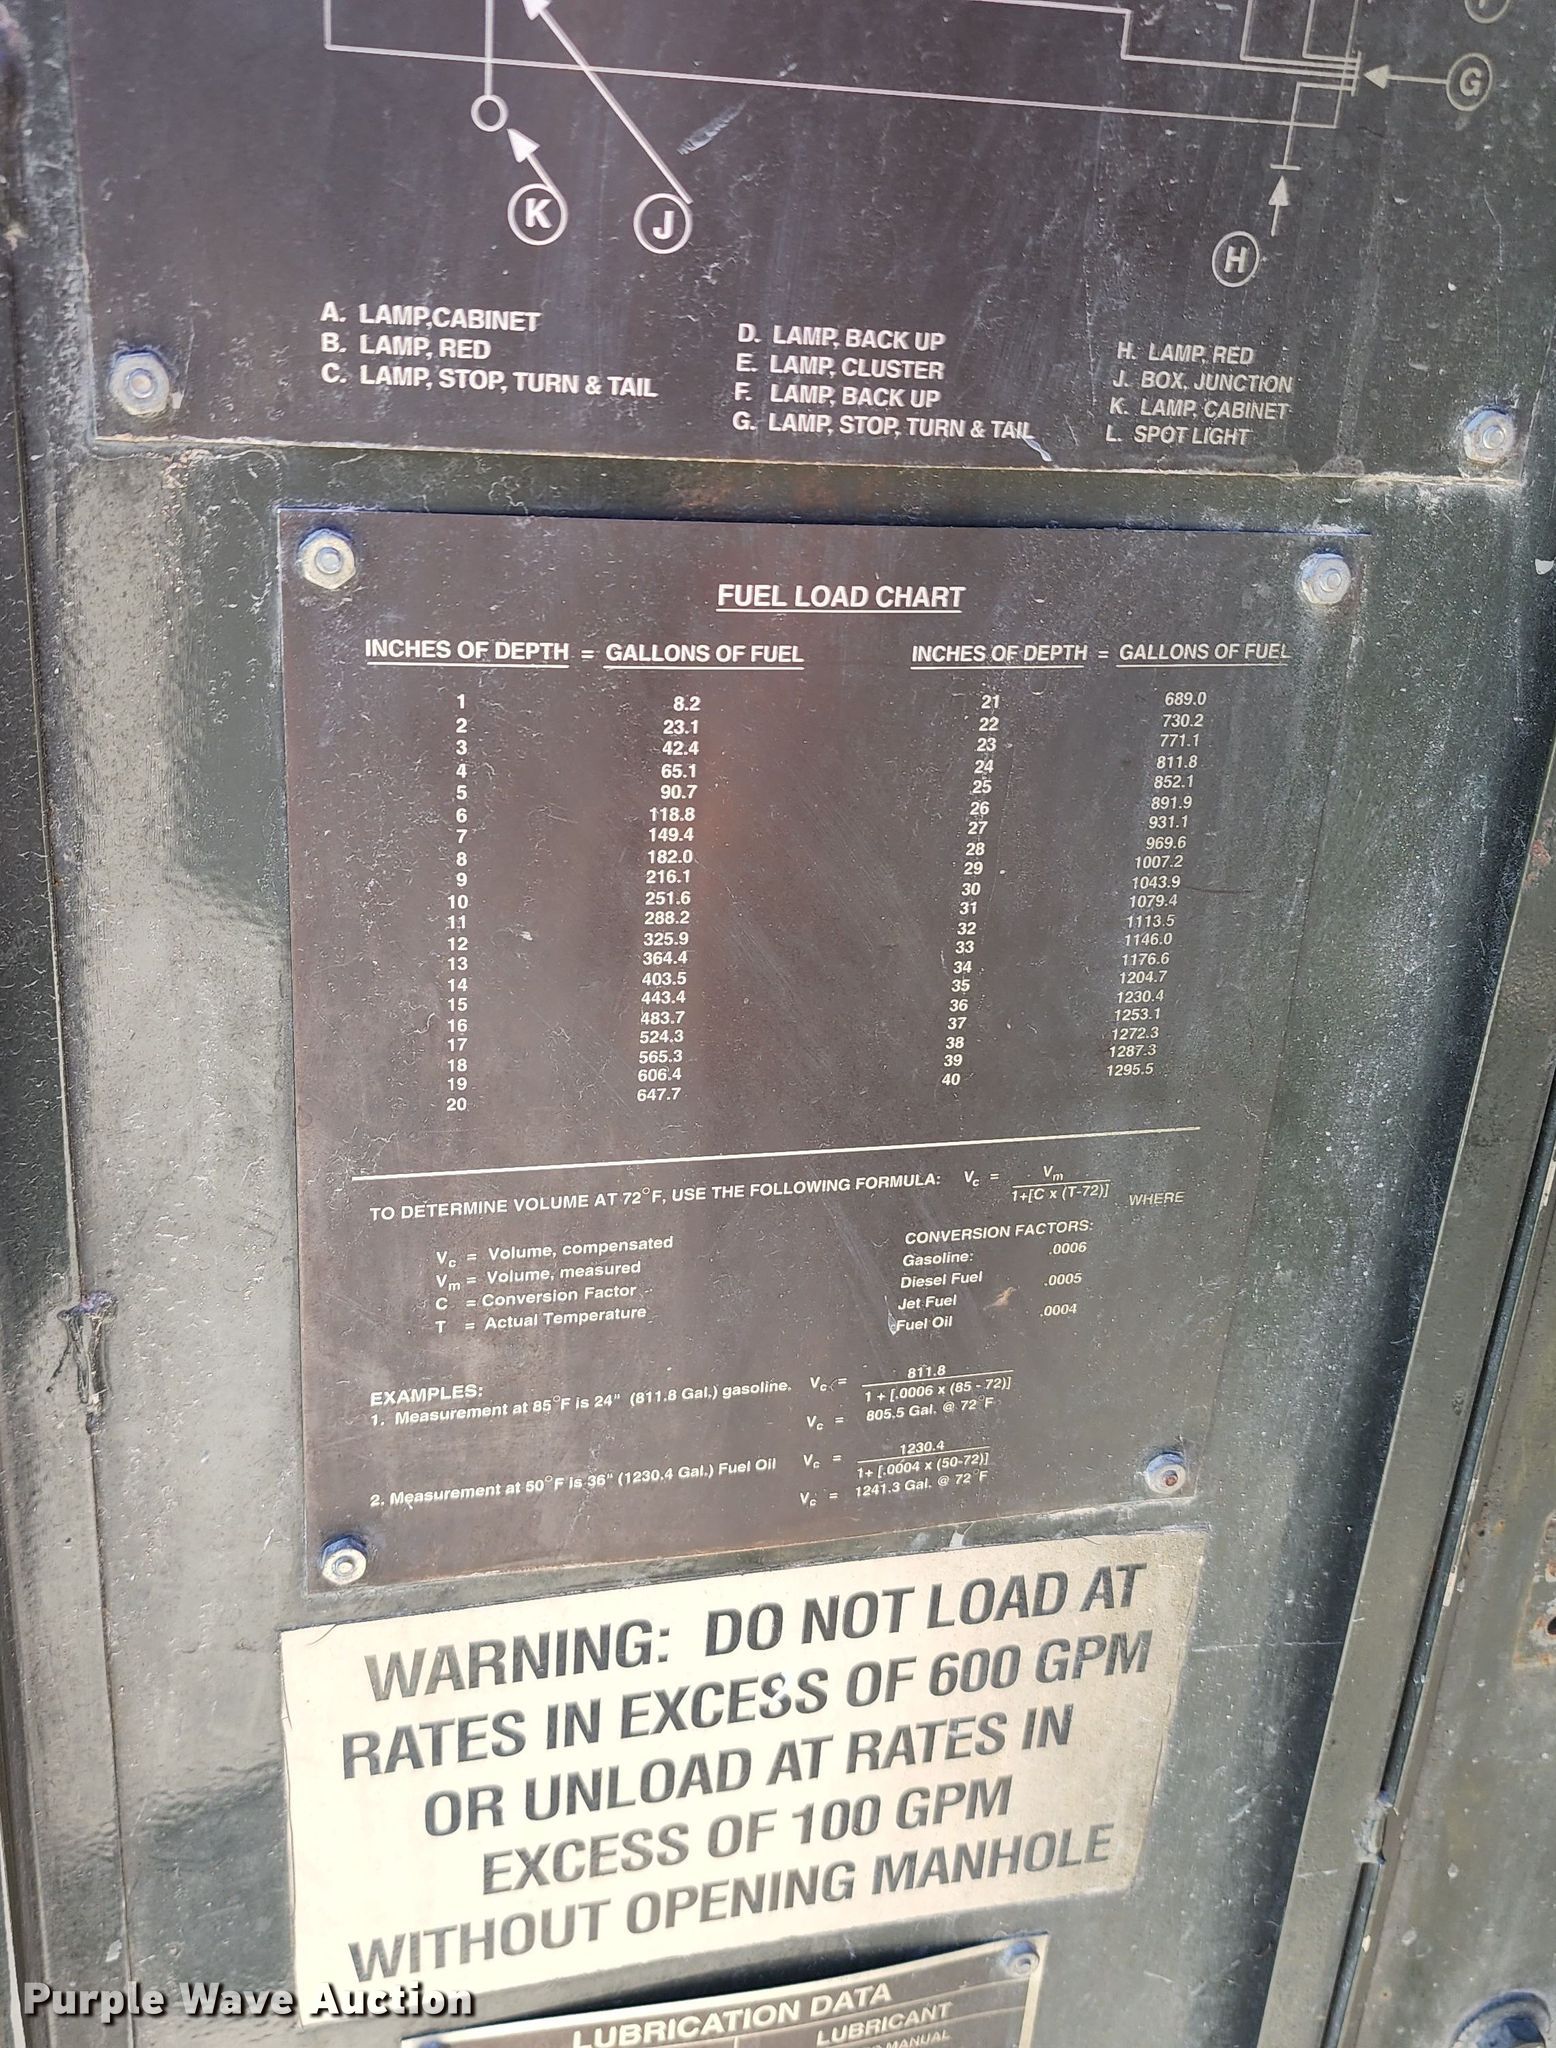 G
K
J
H
A. LAMP,CABINET
B. LAMP, RED
C. LAMP, STOP, TURN & TAIL
D. LAMP, BACK UP
E. LAMP, CLUSTER
F. LAMP, BACK UP
G. LAMP, STOP, TURN & TAIL
H. LAMP, RED
J. BOX, JUNCTION
K. LAMP, CABINET
L. SPOT LIGHT
FUEL LOAD CHART
INCHES OF DEPTH = GALLONS OF FUEL
1 8.2
2 23.1
3 42.4
4 65.1
5 90.7
6 118.8
7 149.4
8 182.0
9 216.1
10 251.6
11 288.2
12 325.9
13 364.4
14 403.5
15 443.4
16 483.7
17 524.3
18 565.3
19 606.4
20 647.7
INCHES OF DEPTH = GALLONS OF FUEL
21 689.0
22 730.2
23 771.1
24 811.8
25 852.1
26 891.9
27 931.1
28 969.6
29 1007.2
30 1043.9
31 1079.4
32 1113.5
33 1146.0
34 1176.6
35 1204.7
36 1230.4
37 1253.1
38 1272.3
39 1287.3
40 1295.5
TO DETERMINE VOLUME AT 72°F, USE THE FOLLOWING FORMULA: Vc = Vm / 1+[C x (T-72)] WHERE
Vc = Volume, compensated
Vm = Volume, measured
C = Conversion Factor
T = Actual Temperature
CONVERSION FACTORS:
Gasoline: .0006
Diesel Fuel .0005
Jet Fuel
Fuel Oil .0004
EXAMPLES:
1. Measurement at 85°F is 24" (811.8 Gal.) gasoline. Vc = 811.8 / 1 + [.0006 x (85 - 72)]
Vc = 805.5 Gal. @ 72°F
2. Measurement at 50°F is 36" (1230.4 Gal.) Fuel Oil Vc = 1230.4 / 1+ [.0004 x (50-72)]
Vc = 1241.3 Gal. @ 72°F
WARNING: DO NOT LOAD AT
RATES IN EXCESS OF 600 GPM
OR UNLOAD AT RATES IN
EXCESS OF 100 GPM
WITHOUT OPENING MANHOLE
LUBRICATION DATA
LUBRICANT
MANUAL
Purple Wave Auction